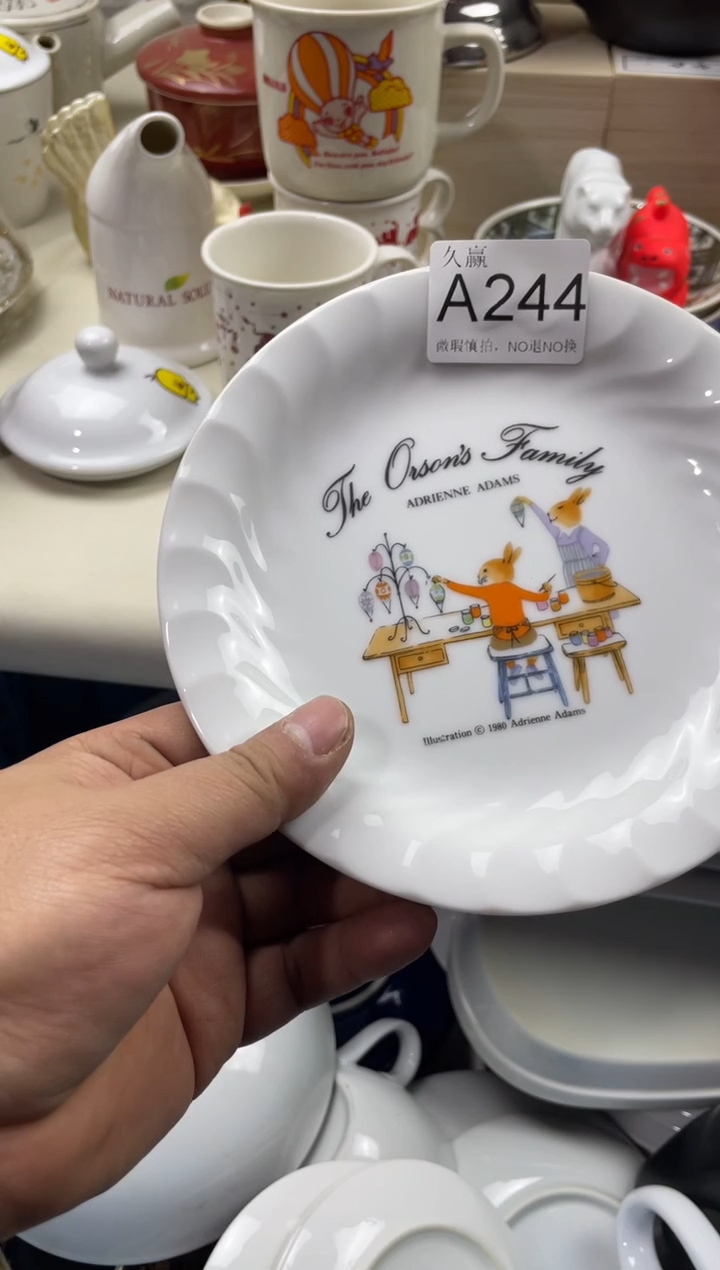 久赢
A244
微瑕慎拍，NO退NO换
The Orson's Family
ADRIENNE ADAMS
Illustration © 1980 Adrienne Adams
NATURAL